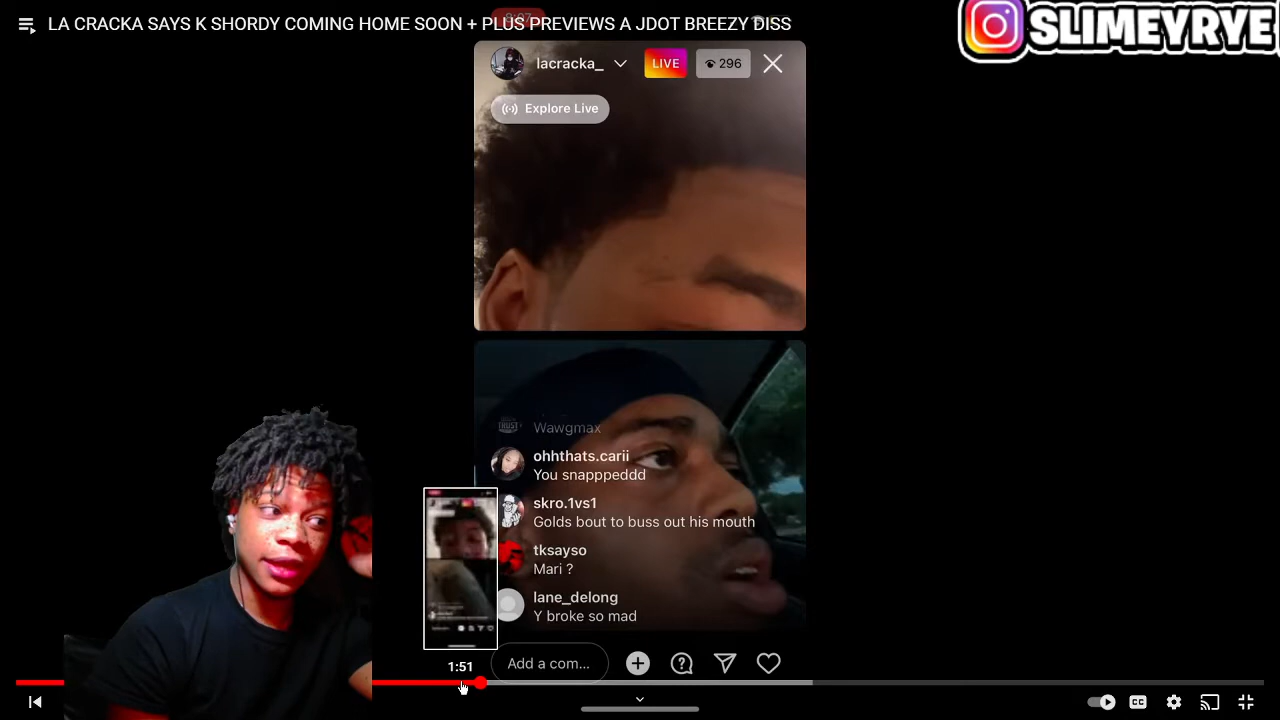 LA CRACKA SAYS K SHORDY COMING HOME SOON + PLUS PREVIEWS A JDOT BREEZY DISS
SLIMEYRYE
lacracka_
LIVE
296
Explore Live
Wawgmax
ohhthats.carii
You snapppeddd
skro.1vs1
Golds bout to buss out his mouth
tksayso
Mari ?
lane_delong
Y broke so mad
Add a com...
1:51
CC